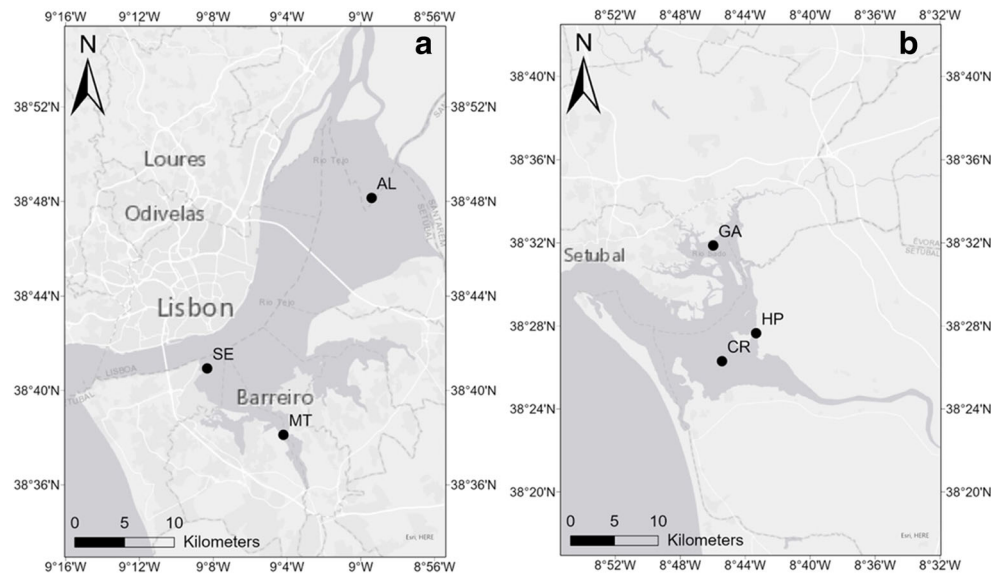 9°16'W 9°12'W 9°8'W 9°4'W 9°0'W 8°56'W
N
a
38°52'N 38°52'N
Loures
Rio Tejo
AL
38°48'N 38°48'N
Odivelas
SANTARÉM
SETÚBAL
38°44'N 38°44'N
Rio Tejo
Lisbon
SE
LISBOA
38°40'N 38°40'N
TÚBAL
Barreiro
MT
38°36'N 38°36'N
0 5 10
Kilometers
Esri, HERE
9°16'W 9°12'W 9°8'W 9°4'W 9°0'W 8°56'W
8°52'W 8°48'W 8°44'W 8°40'W 8°36'W 8°32'W
N
b
38°40'N 38°40'N
38°36'N 38°36'N
GA
38°32'N 38°32'N
ÉVORA
SETÚBAL
Setubal
38°28'N 38°28'N
HP
CR
38°24'N 38°24'N
38°20'N 38°20'N
0 5 10
Kilometers
Esri, HERE
8°52'W 8°48'W 8°44'W 8°40'W 8°36'W 8°32'W